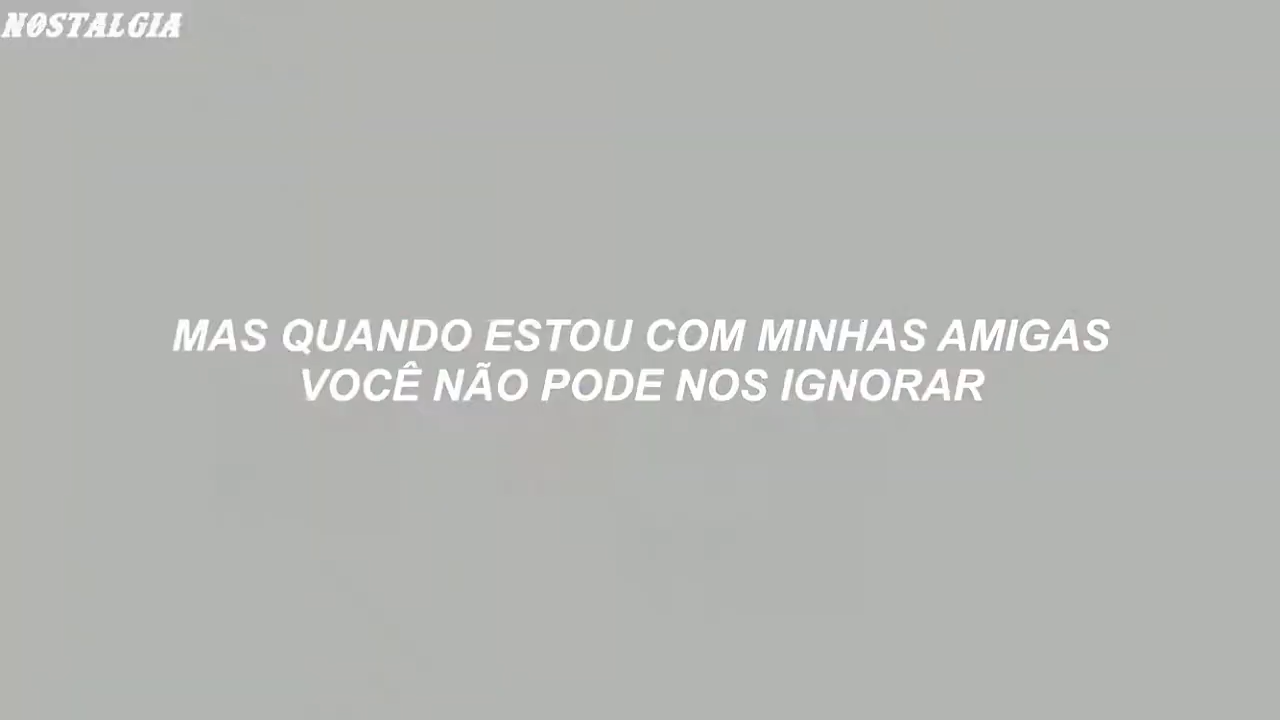 NOSTALGIA
MAS QUANDO ESTOU COM MINHAS AMIGAS
VOCÊ NÃO PODE NOS IGNORAR